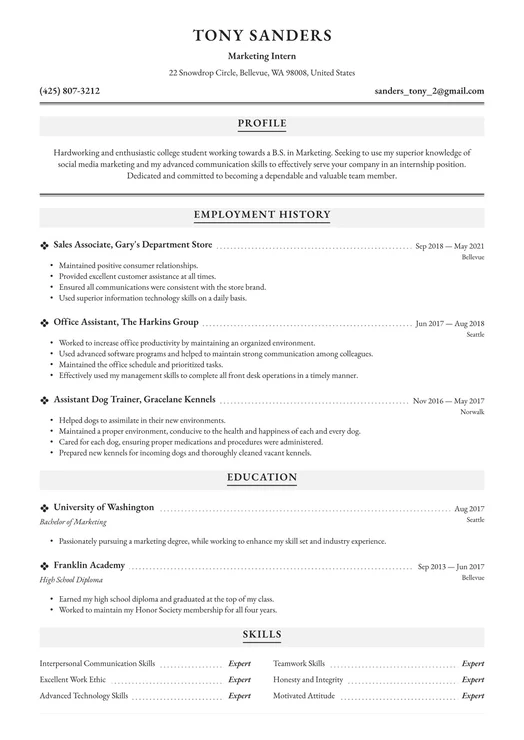 TONY SANDERS
Marketing Intern
22 Snowdrop Circle, Bellevue, WA 98008, United States
(425) 807-3212 sanders_tony_2@gmail.com
PROFILE
Hardworking and enthusiastic college student working towards a B.S. in Marketing. Seeking to use my superior knowledge of
social media marketing and my advanced communication skills to effectively serve your company in an internship position.
Dedicated and committed to becoming a dependable and valuable team member.
EMPLOYMENT HISTORY
Sales Associate, Gary's Department Store Sep 2018 — May 2021
Bellevue
• Maintained positive consumer relationships.
• Provided excellent customer assistance at all times.
• Ensured all communications were consistent with the store brand.
• Used superior information technology skills on a daily basis.
Office Assistant, The Harkins Group Jun 2017 — Aug 2018
Seattle
• Worked to increase office productivity by maintaining an organized environment.
• Used advanced software programs and helped to maintain strong communication among colleagues.
• Maintained the office schedule and prioritized tasks.
• Effectively used my management skills to complete all front desk operations in a timely manner.
Assistant Dog Trainer, Gracelane Kennels Nov 2016 — May 2017
Norwalk
• Helped dogs to assimilate in their new environments.
• Maintained a proper environment, conducive to the health and happiness of each and every dog.
• Cared for each dog, ensuring proper medications and procedures were administered.
• Prepared new kennels for incoming dogs and thoroughly cleaned vacant kennels.
EDUCATION
University of Washington Aug 2017
Bachelor of Marketing Seattle
• Passionately pursuing a marketing degree, while working to enhance my skill set and industry experience.
Franklin Academy Sep 2013 — Jun 2017
High School Diploma Bellevue
• Earned my high school diploma and graduated at the top of my class.
• Worked to maintain my Honor Society membership for all four years.
SKILLS
Interpersonal Communication Skills Expert Teamwork Skills Expert
Excellent Work Ethic Expert Honesty and Integrity Expert
Advanced Technology Skills Expert Motivated Attitude Expert